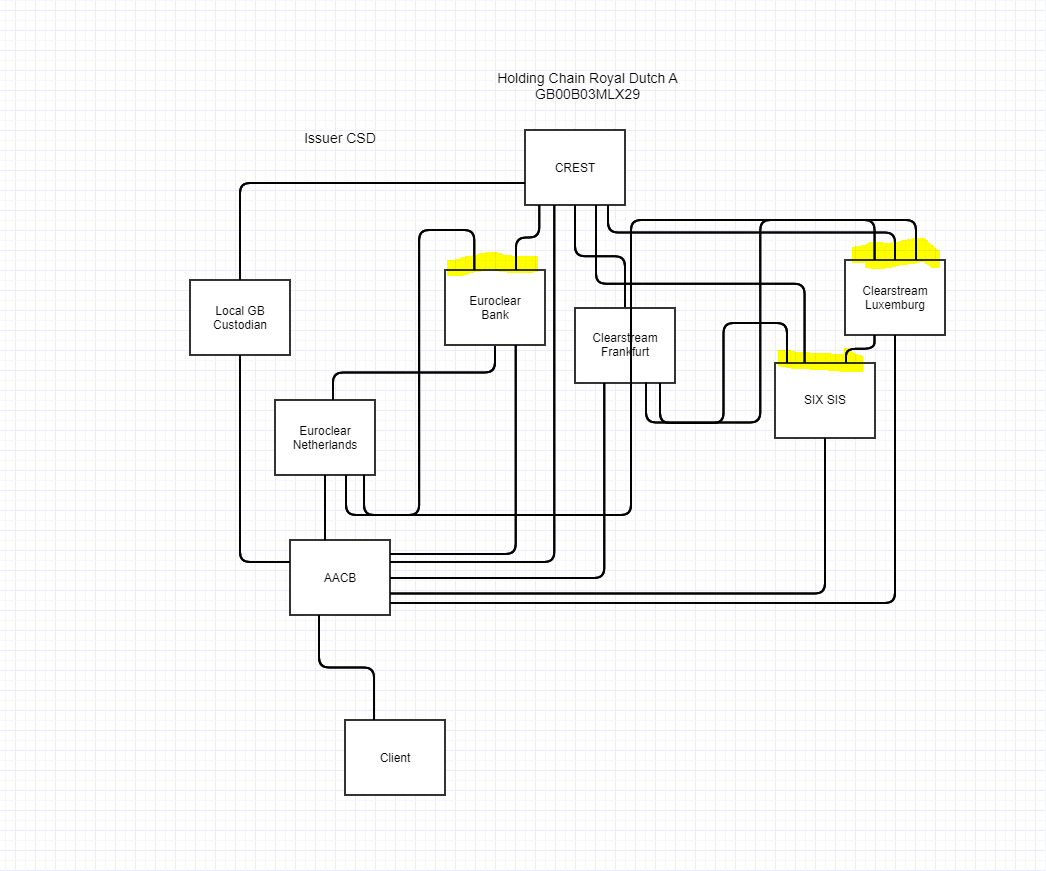 Holding Chain Royal Dutch A
GB00B03MLX29
Issuer CSD
CREST
Local GB
Custodian
Euroclear
Bank
Clearstream
Frankfurt
Clearstream
Luxemburg
SIX SIS
Euroclear
Netherlands
AACB
Client